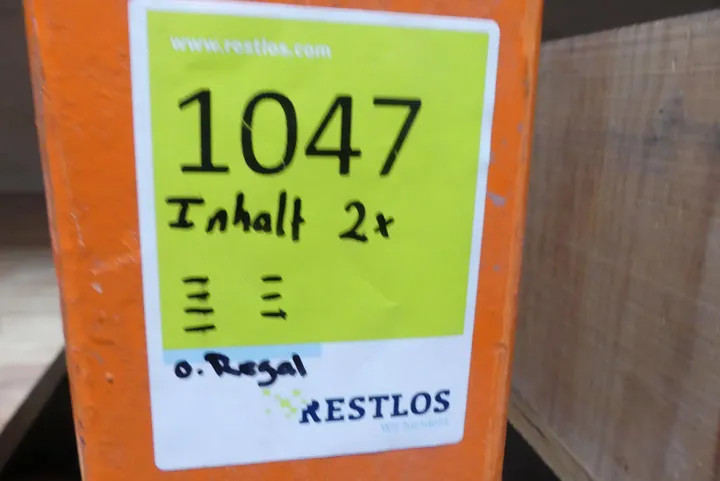 www.restlos.com
1047
Inhalt 2x
o. Regal
RESTLOS